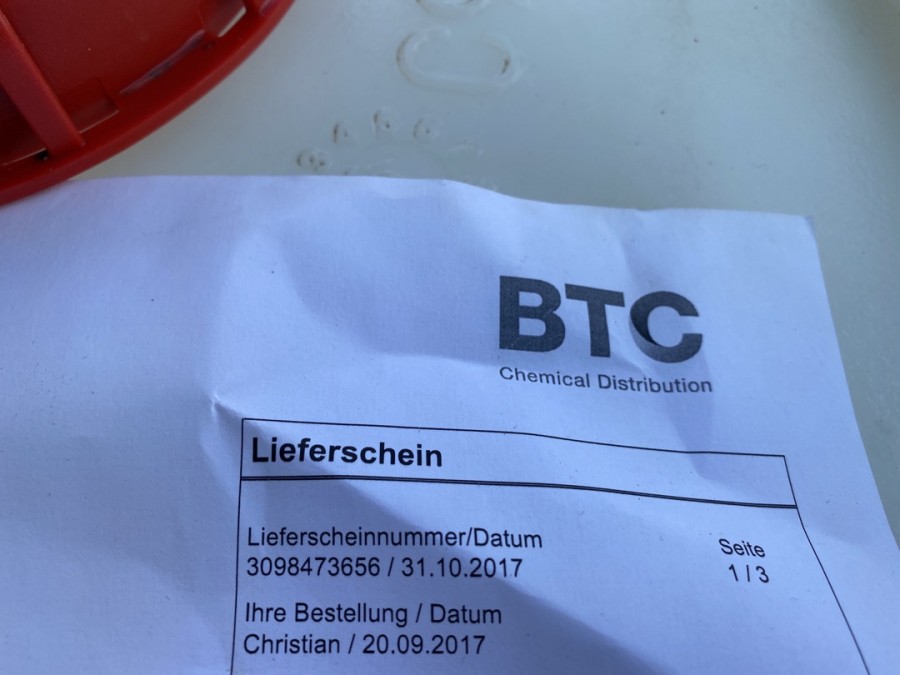 BTC
Chemical Distribution
Lieferschein
Lieferscheinnummer/Datum
3098473656 / 31.10.2017
Seite
1 / 3
Ihre Bestellung / Datum
Christian / 20.09.2017